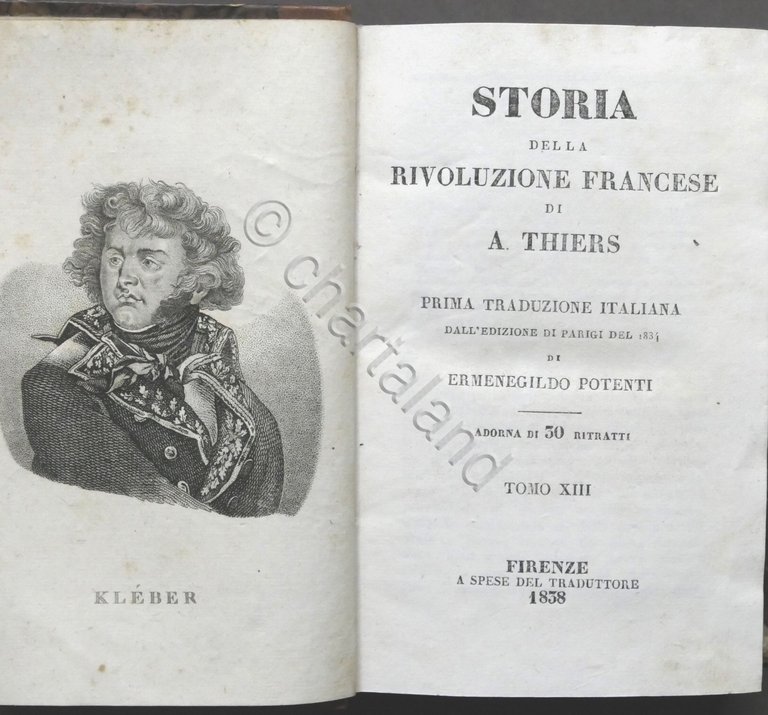 KLÉBER
STORIA
DELLA
RIVOLUZIONE FRANCESE
DI
A. THIERS
PRIMA TRADUZIONE ITALIANA
DALL'EDIZIONE DI PARIGI DEL 1834
DI
ERMENEGILDO POTENTI
ADORNA DI 30 RITRATTI
TOMO XIII
FIRENZE
A SPESE DEL TRADUTTORE
1838
© chartaland